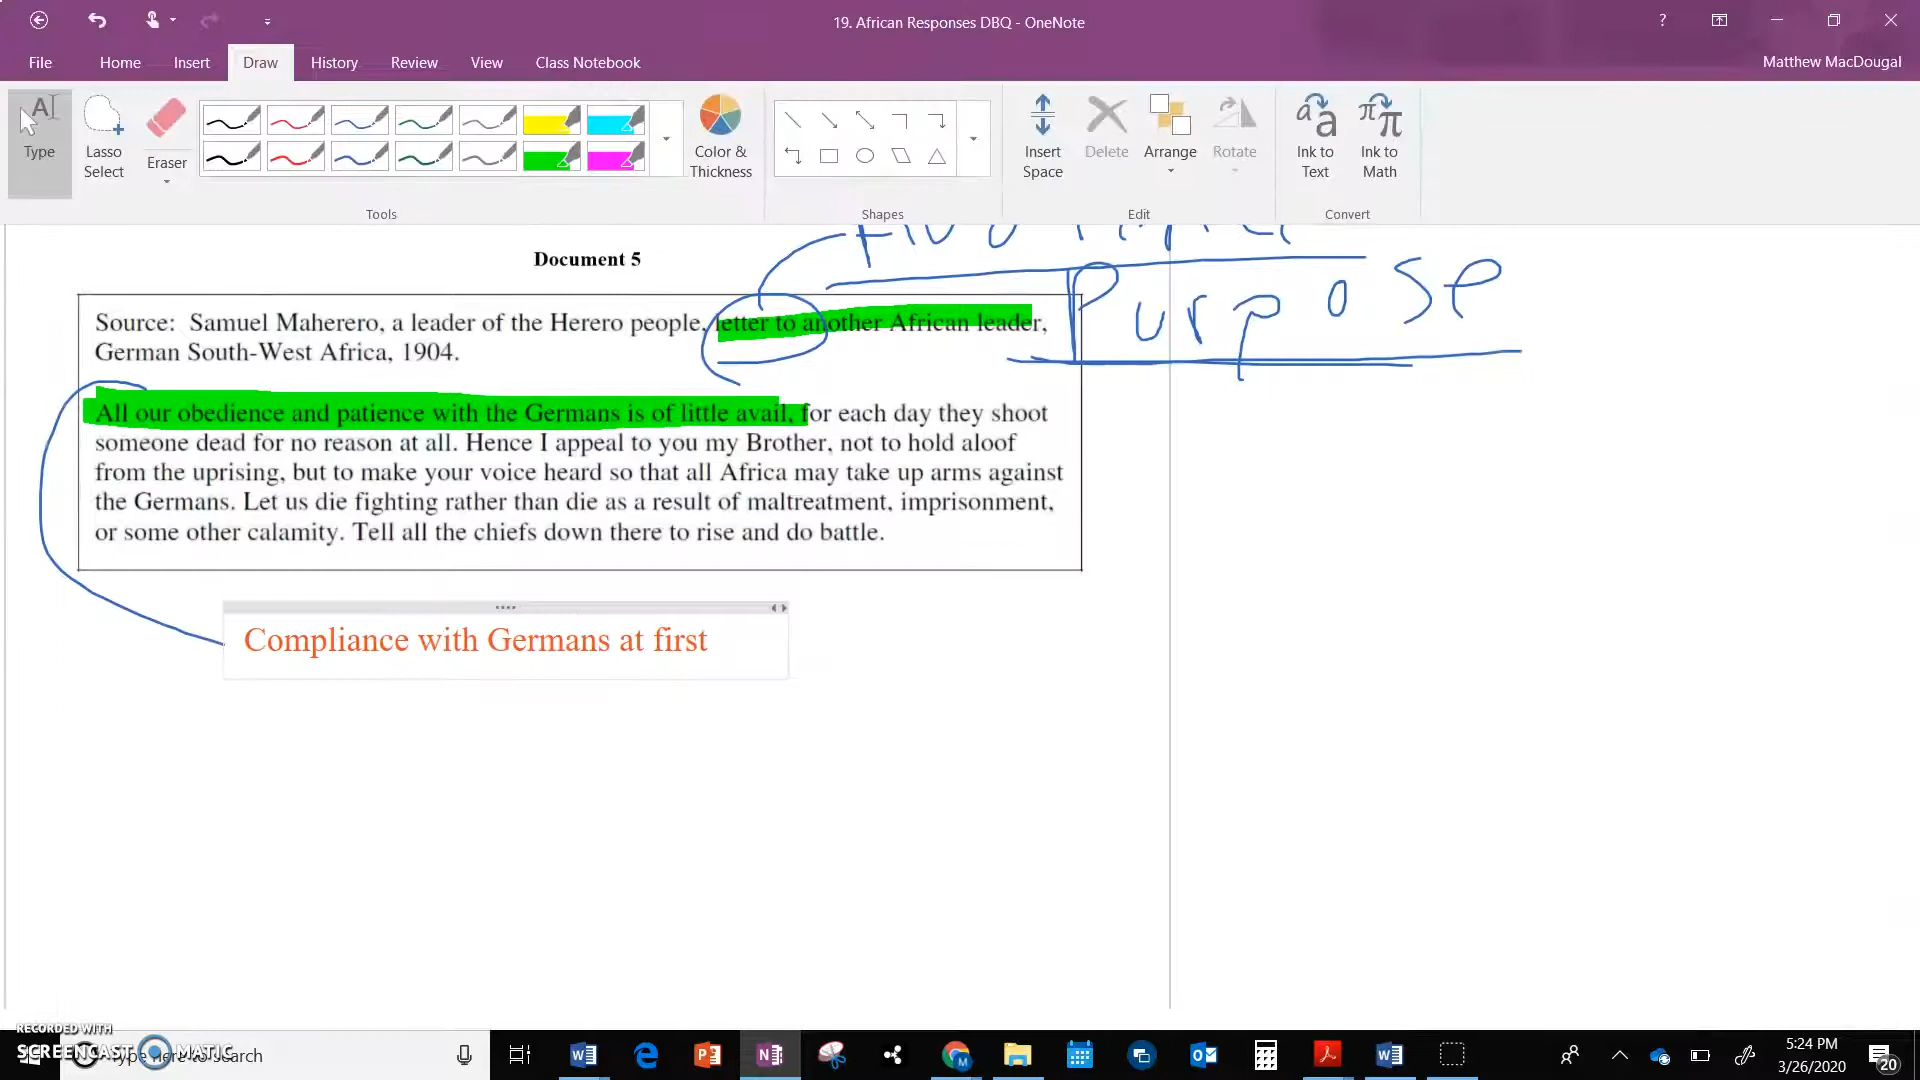 19. African Responses DBQ - OneNote
?
File Home Insert Draw History Review View Class Notebook
Matthew MacDougal
Type
Lasso Select
Eraser
Color & Thickness
Insert Space
Delete
Arrange
Rotate
Ink to Text
Ink to Math
Tools
Shapes
Edit
Convert
Document 5
Purpose
Source: Samuel Maherero, a leader of the Herero people, letter to another African leader,
German South-West Africa, 1904.
All our obedience and patience with the Germans is of little avail, for each day they shoot
someone dead for no reason at all. Hence I appeal to you my Brother, not to hold aloof
from the uprising, but to make your voice heard so that all Africa may take up arms against
the Germans. Let us die fighting rather than die as a result of maltreatment, imprisonment,
or some other calamity. Tell all the chiefs down there to rise and do battle.
Compliance with Germans at first
RECORDED WITH
SCREENCAST MATIC
Type here to search
5:24 PM
3/26/2020
20